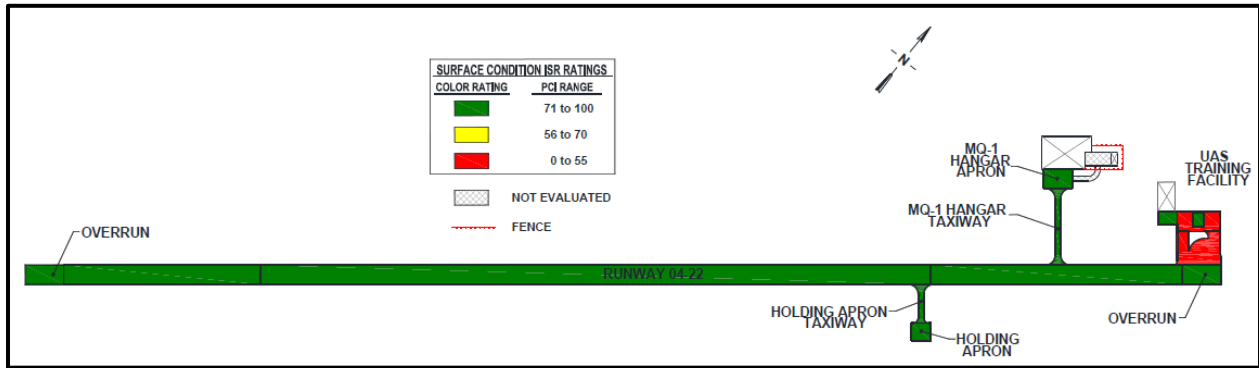 N
SURFACE CONDITION ISR RATINGS
COLOR RATING PCI RANGE
71 to 100
56 to 70
0 to 55
NOT EVALUATED
FENCE
MQ-1
HANGAR
APRON
UAS
TRAINING
FACILITY
MQ-1 HANGAR
TAXIWAY
OVERRUN
RUNWAY 04-22
HOLDING APRON
TAXIWAY
OVERRUN
HOLDING
APRON